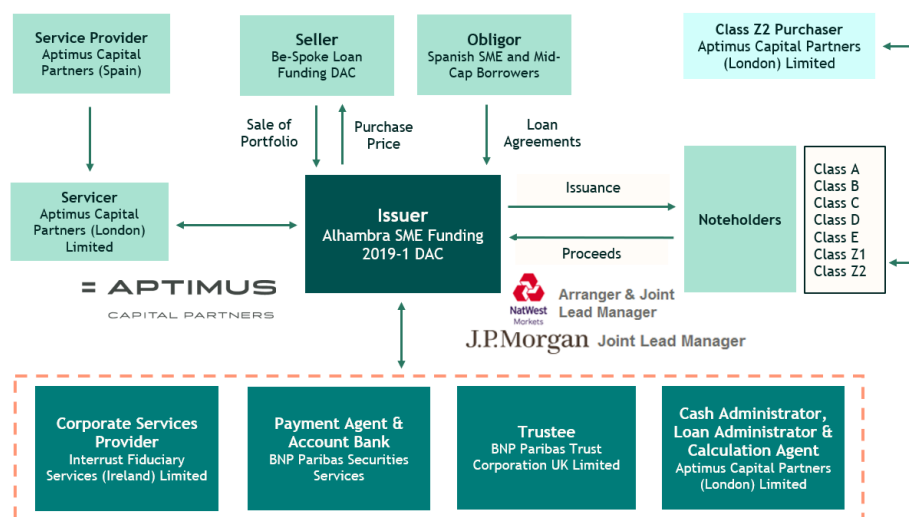 Service Provider
Aptimus Capital
Partners (Spain)
Seller
Be-Spoke Loan
Funding DAC
Obligor
Spanish SME and Mid-
Cap Borrowers
Class Z2 Purchaser
Aptimus Capital Partners
(London) Limited
Sale of
Portfolio
Purchase
Price
Loan
Agreements
Servicer
Aptimus Capital
Partners (London)
Limited
Issuer
Alhambra SME Funding
2019-1 DAC
Issuance
Proceeds
Noteholders
Class A
Class B
Class C
Class D
Class E
Class Z1
Class Z2
= APTIMUS
CAPITAL PARTNERS
NatWest
Markets
Arranger & Joint
Lead Manager
J.P.Morgan Joint Lead Manager
Corporate Services
Provider
Interrust Fiduciary
Services (Ireland) Limited
Payment Agent &
Account Bank
BNP Paribas Securities
Services
Trustee
BNP Paribas Trust
Corporation UK Limited
Cash Administrator,
Loan Administrator &
Calculation Agent
Aptimus Capital Partners
(London) Limited